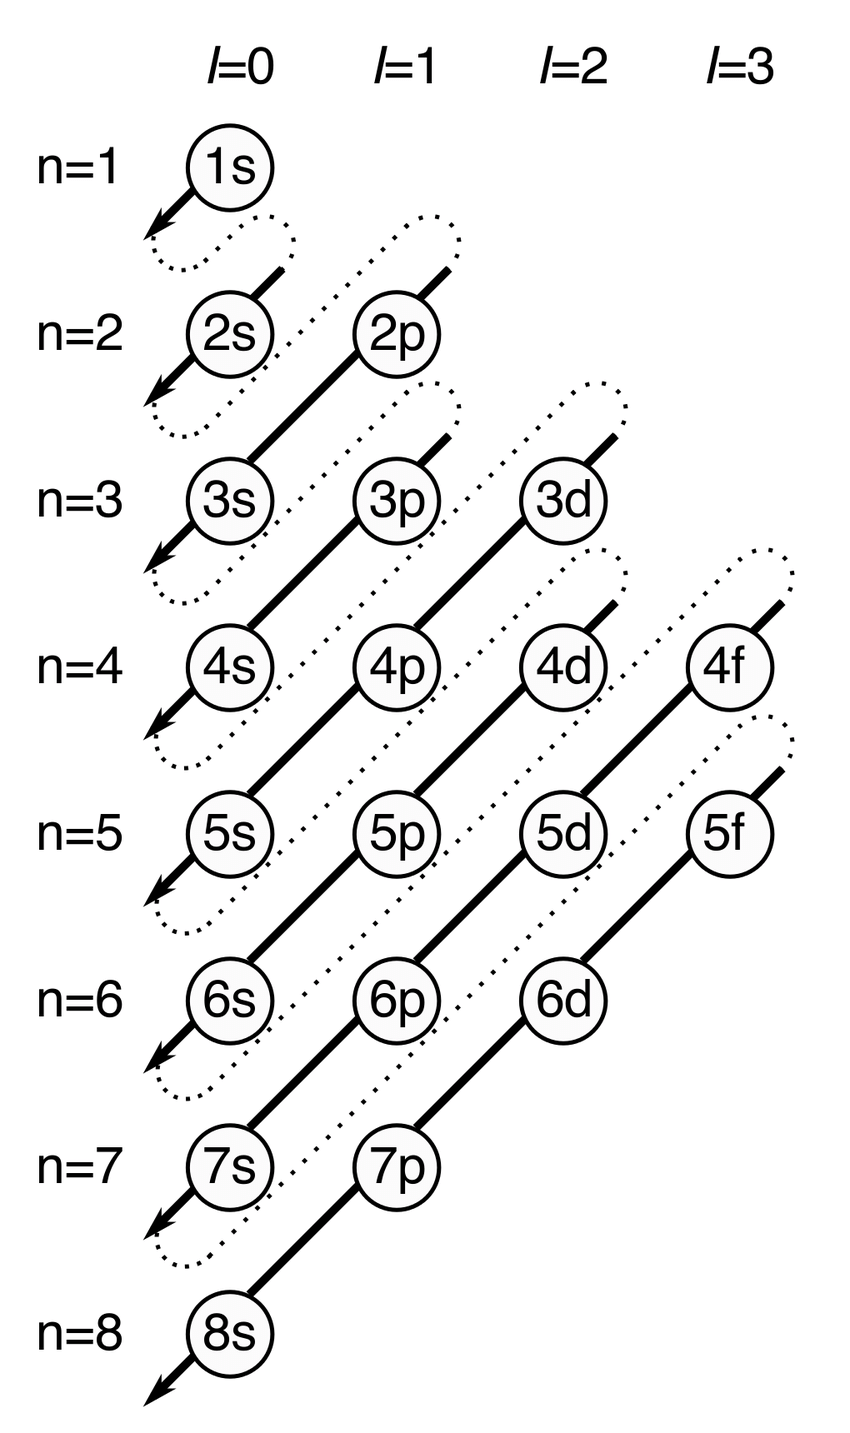 l=0 l=1 l=2 l=3
n=1 1s
n=2 2s 2p
n=3 3s 3p 3d
n=4 4s 4p 4d 4f
n=5 5s 5p 5d 5f
n=6 6s 6p 6d
n=7 7s 7p
n=8 8s